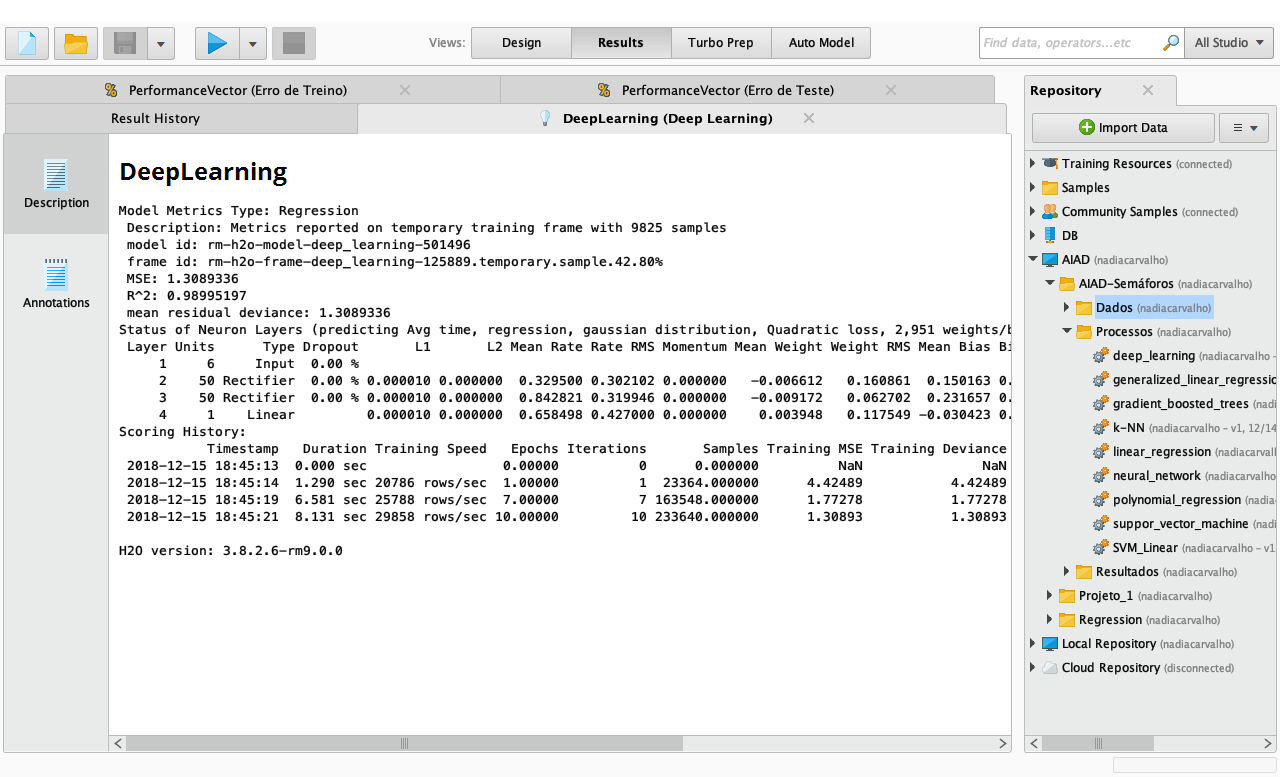 Views: Design Results Turbo Prep Auto Model Find data, operators...etc All Studio
PerformanceVector (Erro de Treino) PerformanceVector (Erro de Teste)
Result History DeepLearning (Deep Learning)
Description
Annotations
DeepLearning
Model Metrics Type: Regression
Description: Metrics reported on temporary training frame with 9825 samples
model id: rm-h2o-model-deep_learning-501496
frame id: rm-h2o-frame-deep_learning-125889.temporary.sample.42.80%
MSE: 1.3089336
R^2: 0.98995197
mean residual deviance: 1.3089336
Status of Neuron Layers (predicting Avg time, regression, gaussian distribution, Quadratic loss, 2,951 weights/b
Layer Units Type Dropout L1 L2 Mean Rate Rate RMS Momentum Mean Weight Weight RMS Mean Bias Bi
1 6 Input 0.00 %
2 50 Rectifier 0.00 % 0.000010 0.000000 0.329500 0.302102 0.000000 -0.006612 0.160861 0.150163 0.
3 50 Rectifier 0.00 % 0.000010 0.000000 0.842821 0.319946 0.000000 -0.009172 0.062702 0.231657 0.
4 1 Linear 0.000010 0.000000 0.658498 0.427000 0.000000 0.003948 0.117549 -0.030423 0.
Scoring History:
Timestamp Duration Training Speed Epochs Iterations Samples Training MSE Training Deviance
2018-12-15 18:45:13 0.000 sec 0.00000 0 0.000000 NaN NaN
2018-12-15 18:45:14 1.290 sec 20786 rows/sec 1.00000 1 23364.000000 4.42489 4.42489
2018-12-15 18:45:19 6.581 sec 25788 rows/sec 7.00000 7 163548.000000 1.77278 1.77278
2018-12-15 18:45:21 8.131 sec 29858 rows/sec 10.00000 10 233640.000000 1.30893 1.30893
H2O version: 3.8.2.6-rm9.0.0
Repository
Import Data
Training Resources (connected)
Samples
Community Samples (connected)
DB
AIAD (nadiacarvalho)
AIAD-Semáforos (nadiacarvalho)
Dados (nadiacarvalho)
Processos (nadiacarvalho)
deep_learning (nadiacarvalho -
generalized_linear_regressio
gradient_boosted_trees (nadia
k-NN (nadiacarvalho – v1, 12/14
linear_regression (nadiacarval
neural_network (nadiacarvalho
polynomial_regression (nadia
suppor_vector_machine (nadia
SVM_Linear (nadiacarvalho – v1
Resultados (nadiacarvalho)
Projeto_1 (nadiacarvalho)
Regression (nadiacarvalho)
Local Repository (nadiacarvalho)
Cloud Repository (disconnected)